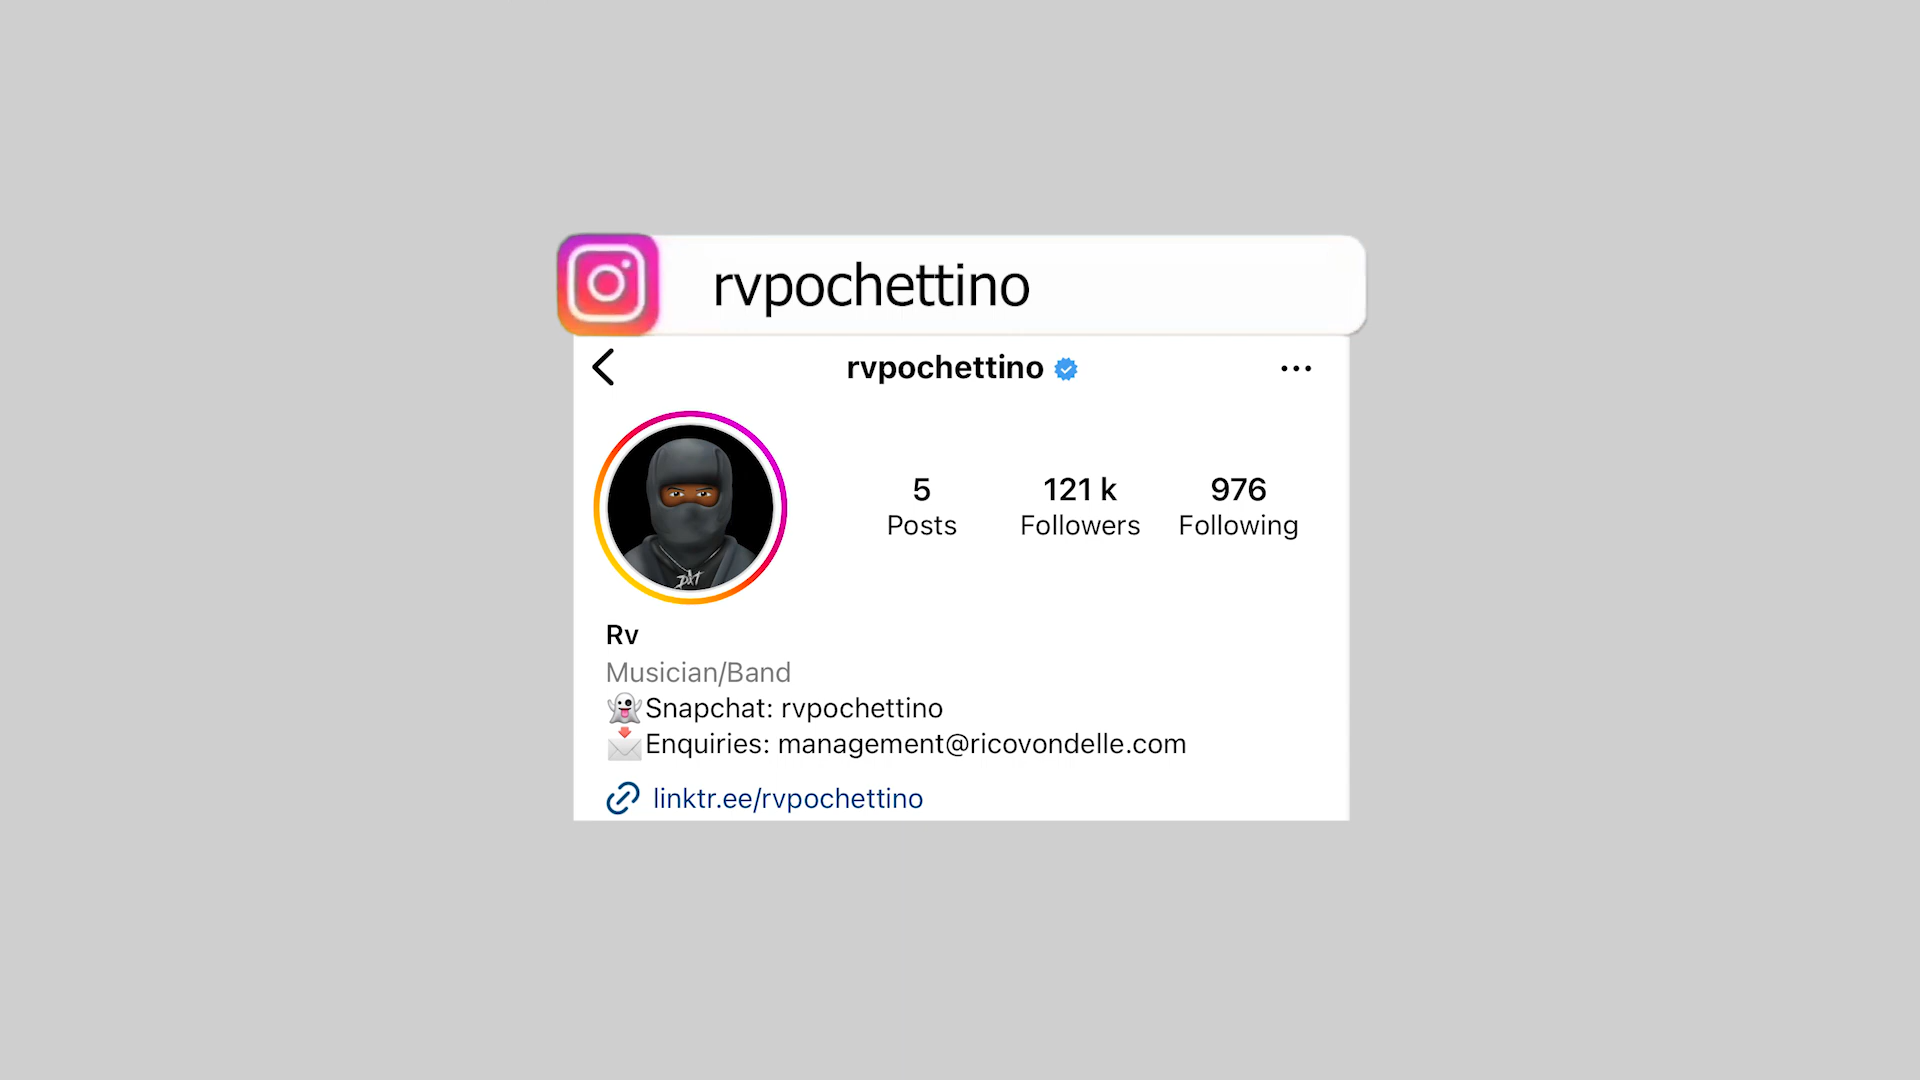 rvpochettino
rvpochettino
5 121 k 976
Posts Followers Following
Rv
Musician/Band
👻Snapchat: rvpochettino
📩Enquiries: management@ricovondelle.com
linktr.ee/rvpochettino